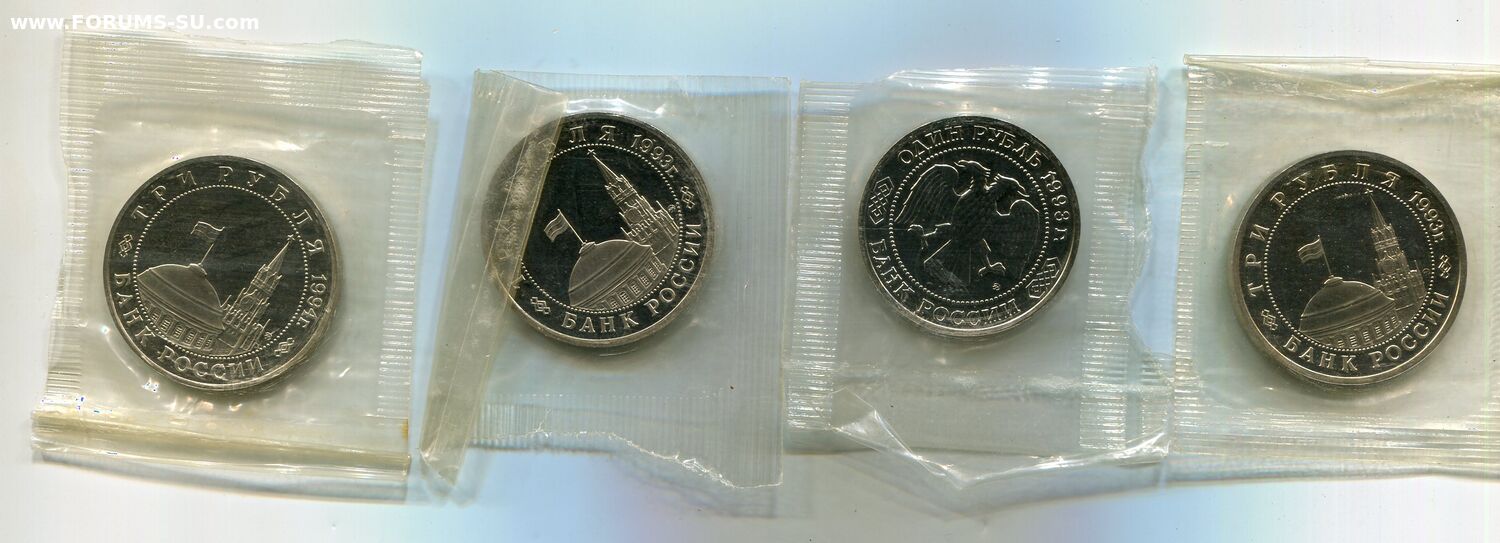 www.FORUMS-SU.com
ТРИ РУБЛЯ 1994г.
БАНК РОССИИ
ЛЯ 1993г.
БАНК РОССИИ
ОДИН РУБЛЬ 1993г.
БАНК РОССИИ
ТРИ РУБЛЯ 1993г.
БАНК РОССИИ